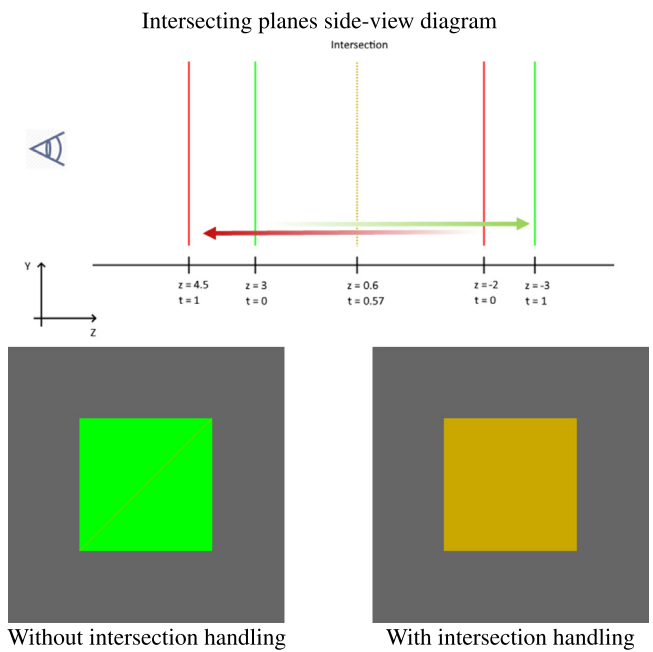 Intersecting planes side-view diagram
Intersection
Y
Z
z = 4.5
t = 1
z = 3
t = 0
z = 0.6
t = 0.57
z = -2
t = 0
z = -3
t = 1
Without intersection handling
With intersection handling